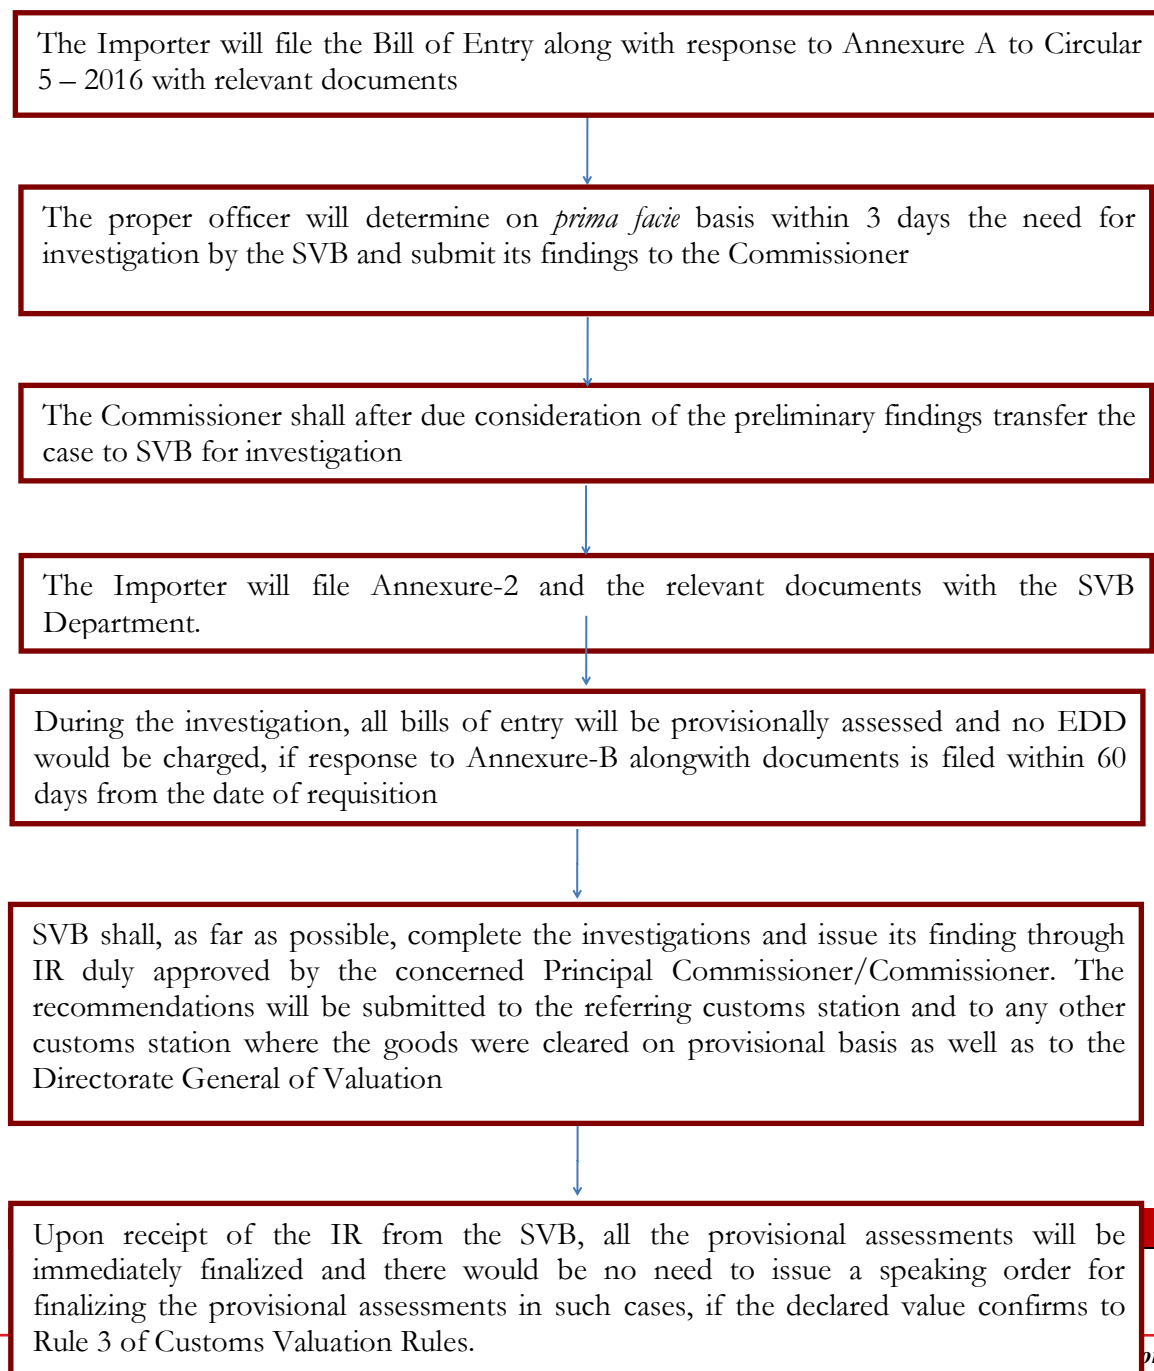 The Importer will file the Bill of Entry along with response to Annexure A to Circular
5 – 2016 with relevant documents
The proper officer will determine on prima facie basis within 3 days the need for
investigation by the SVB and submit its findings to the Commissioner
The Commissioner shall after due consideration of the preliminary findings transfer the
case to SVB for investigation
The Importer will file Annexure-2 and the relevant documents with the SVB
Department.
During the investigation, all bills of entry will be provisionally assessed and no EDD
would be charged, if response to Annexure-B alongwith documents is filed within 60
days from the date of requisition
SVB shall, as far as possible, complete the investigations and issue its finding through
IR duly approved by the concerned Principal Commissioner/Commissioner. The
recommendations will be submitted to the referring customs station and to any other
customs station where the goods were cleared on provisional basis as well as to the
Directorate General of Valuation
Upon receipt of the IR from the SVB, all the provisional assessments will be
immediately finalized and there would be no need to issue a speaking order for
finalizing the provisional assessments in such cases, if the declared value confirms to
Rule 3 of Customs Valuation Rules.